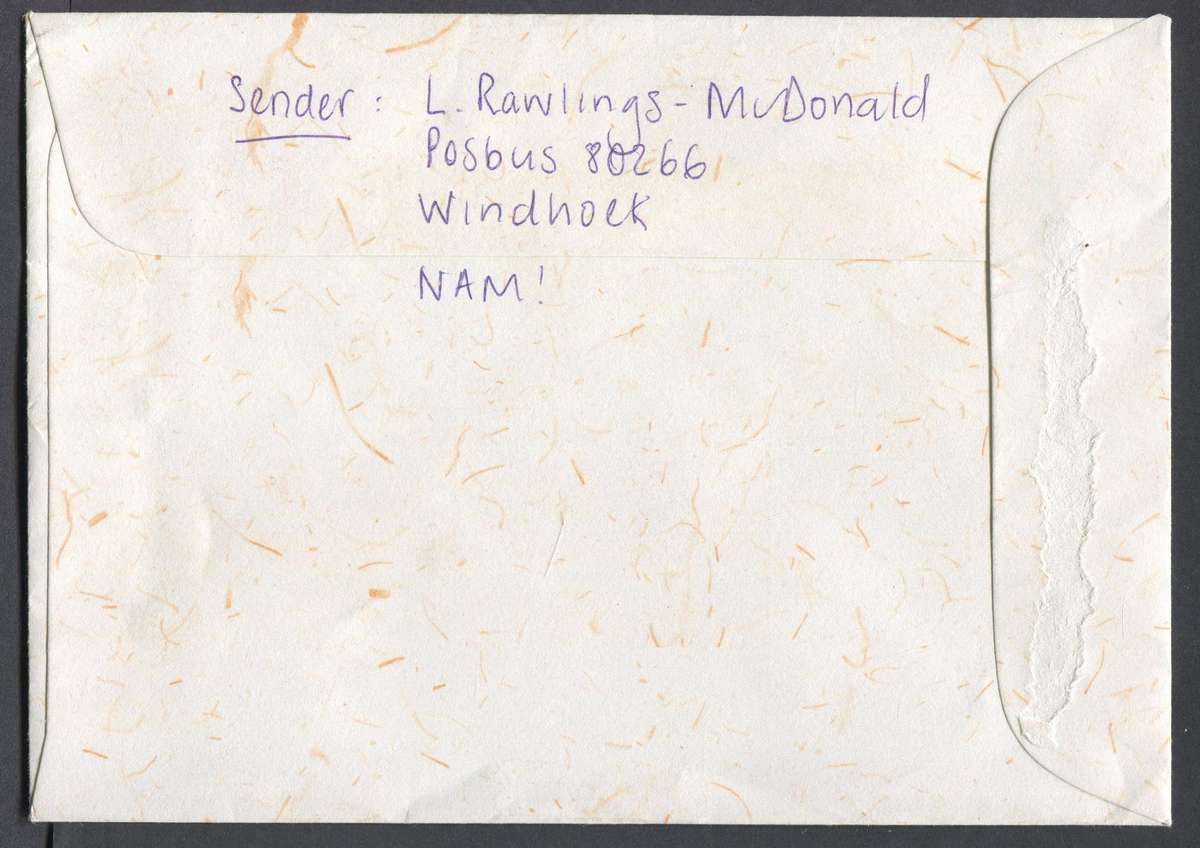 Sender: L. Rawlings-McDonald
Posbus 80266
Windhoek
NAM!